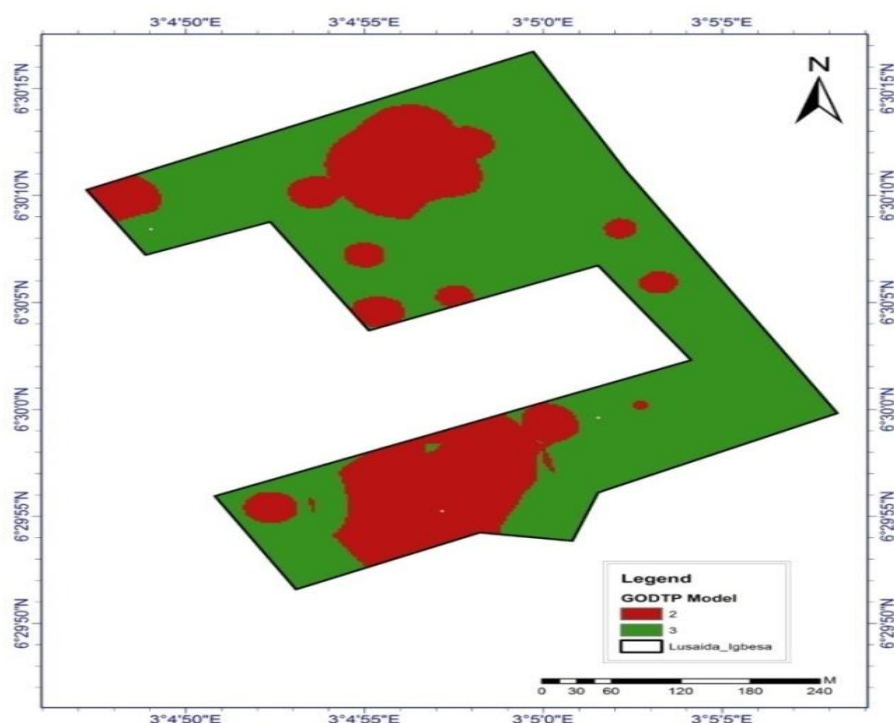 3°4'50"E 3°4'55"E 3°5'0"E 3°5'5"E
N
6°30'15"N 6°30'15"N
6°30'10"N 6°30'10"N
6°30'5"N 6°30'5"N
6°30'0"N 6°30'0"N
6°29'55"N 6°29'55"N
6°29'50"N 6°29'50"N
Legend
GODTP Model
2
3
Lusaida_Igbesa
M
0 30 60 120 180 240
3°4'50"E 3°4'55"E 3°5'0"E 3°5'5"E